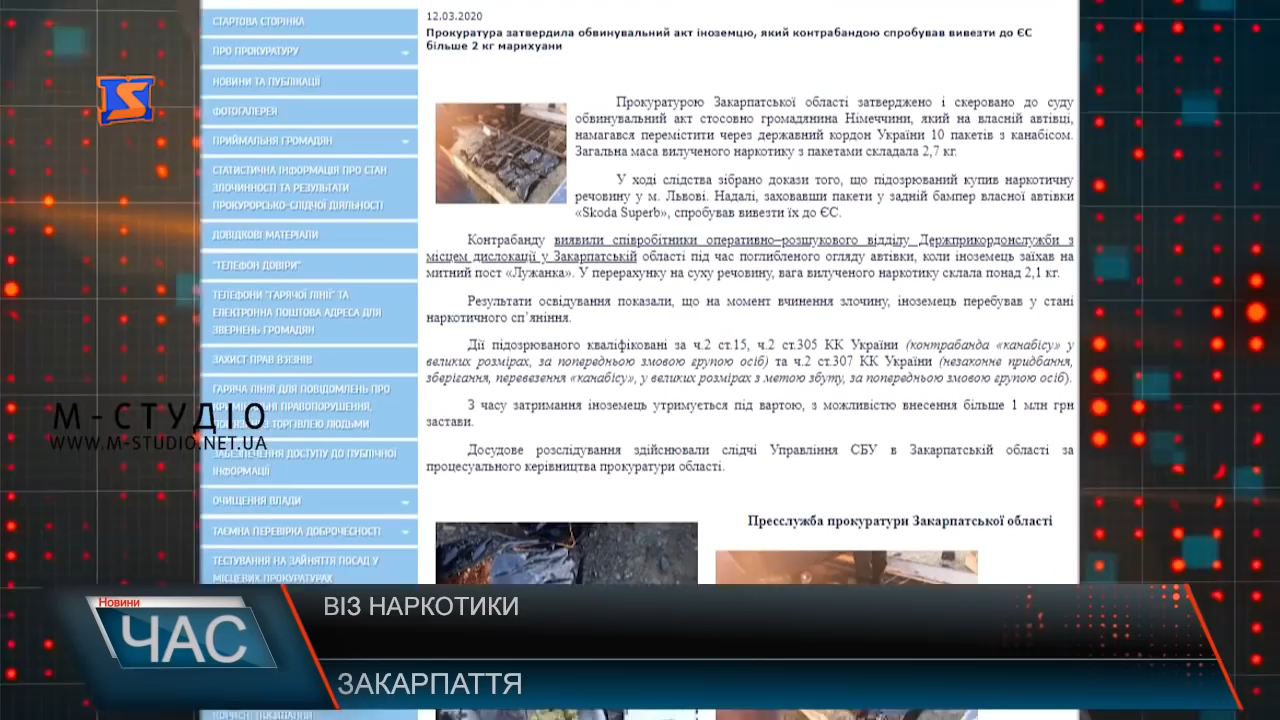 СТАРТОВА СТОРІНКА
ПРО ПРОКУРАТУРУ
НОВИНИ ТА ПУБЛІКАЦІЇ
ФОТОГАЛЕРЕЯ
ПРИЙМАЛЬНЯ ГРОМАДЯН
СТАТИСТИЧНА ІНФОРМАЦІЯ ПРО СТАН
ЗЛОЧИННОСТІ ТА РЕЗУЛЬТАТИ
ПРОКУРОРСЬКО-СЛІДЧОЇ ДІЯЛЬНОСТІ
ДОВІДКОВІ МАТЕРІАЛИ
"ТЕЛЕФОН ДОВІРИ"
ТЕЛЕФОНИ "ГАРЯЧОЇ ЛІНІЇ" ТА
ЕЛЕКТРОННА ПОШТОВА АДРЕСА ДЛЯ
ЗВЕРНЕНЬ ГРОМАДЯН
ЗАХИСТ ПРАВ В'ЯЗНІВ
ГАРЯЧА ЛІНІЯ ДЛЯ ПОВІДОМЛЕНЬ ПРО
ПРАВОПОРУШЕННЯ,
ТОРГІВЛЕЮ ЛЮДЬМИ
М-СТУДІО
WWW.M-STUDIO.NET.UA
ЗАБЕЗПЕЧЕННЯ ДОСТУПУ ДО ПУБЛІЧНОЇ
ІНФОРМАЦІЇ
ОЧИЩЕННЯ ВЛАДИ
ТАЄМНА ПЕРЕВІРКА ДОБРОЧЕСНОСТІ
ТЕСТУВАННЯ НА ЗАЙНЯТТЯ ПОСАД У
МІСЦЕВИХ ПРОКУРАТУРАХ
12.03.2020
Прокуратура затвердила обвинувальний акт іноземцю, який контрабандою спробував вивезти до ЄС
більше 2 кг марихуани
Прокуратурою Закарпатської області затверджено і скеровано до суду
обвинувальний акт стосовно громадянина Німеччини, який на власній автівці,
намагався перемістити через державний кордон України 10 пакетів з канабісом.
Загальна маса вилученого наркотику з пакетами складала 2,7 кг.
У ході слідства зібрано докази того, що підозрюваний купив наркотичну
речовину у м. Львові. Надалі, заховавши пакети у задній бампер власної автівки
«Skoda Superb», спробував вивезти їх до ЄС.
Контрабанду виявили співробітники оперативно–розшукового відділу Держприкордонслужби з
місцем дислокації у Закарпатській області під час поглибленого огляду автівки, коли іноземець заїхав на
митний пост «Лужанка». У перерахунку на суху речовину, вага вилученого наркотику склала понад 2,1 кг.
Результати освідування показали, що на момент вчинення злочину, іноземець перебував у стані
наркотичного сп'яніння.
Дії підозрюваного кваліфіковані за ч.2 ст.15, ч.2 ст.305 КК України (контрабанда «канабісу» у
великих розмірах, за попередньою змовою групою осіб) та ч.2 ст.307 КК України (незаконне придбання,
зберігання, перевезення «канабісу», у великих розмірах з метою збуту, за попередньою змовою групою осіб).
З часу затримання іноземець утримується під вартою, з можливістю внесення більше 1 млн грн
застави.
Досудове розслідування здійснювали слідчі Управління СБУ в Закарпатській області за
процесуального керівництва прокуратури області.
Пресслужба прокуратури Закарпатської області
Новини
ЧАС
ВІЗ НАРКОТИКИ
ЗАКАРПАТТЯ